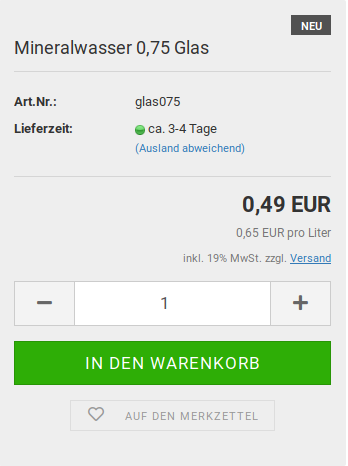 NEU
Mineralwasser 0,75 Glas
Art.Nr.: glas075
Lieferzeit: ca. 3-4 Tage
(Ausland abweichend)
0,49 EUR
0,65 EUR pro Liter
inkl. 19% MwSt. zzgl. Versand
1
IN DEN WARENKORB
AUF DEN MERKZETTEL